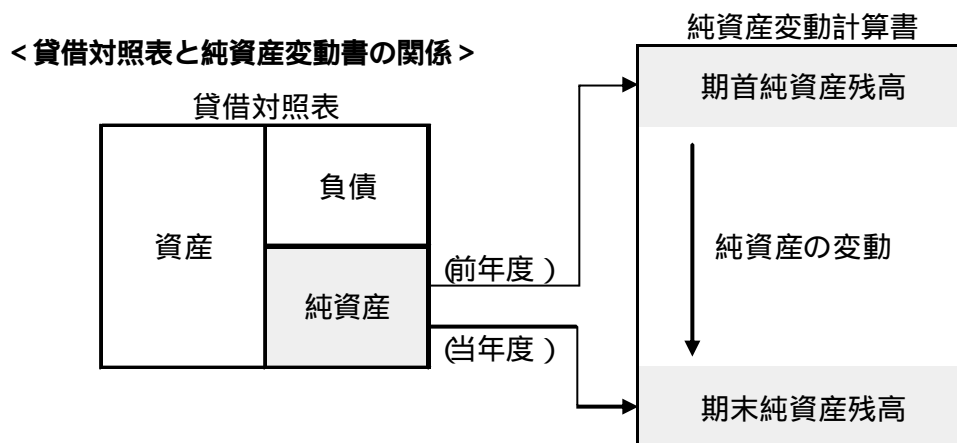 <貸借対照表と純資産変動書の関係>
貸借対照表
資産
負債
純資産
(前年度)
(当年度)
純資産変動計算書
期首純資産残高
純資産の変動
期末純資産残高